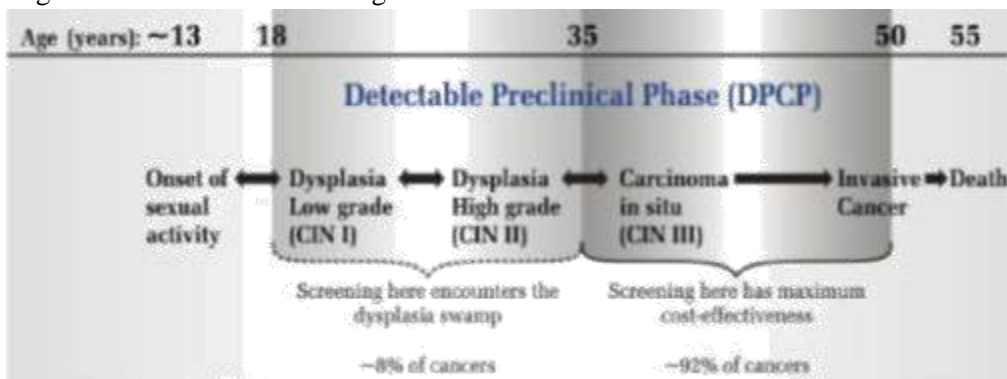 Age (years): ~13 18 35 50 55
Detectable Preclinical Phase (DPCP)
Onset of sexual activity
Dysplasia Low grade (CIN I)
Dysplasia High grade (CIN II)
Carcinoma in situ (CIN III)
Invasive Cancer
Death
Screening here encounters the
dysplasia swamp
~8% of cancers
Screening here has maximum
cost-effectiveness
~92% of cancers